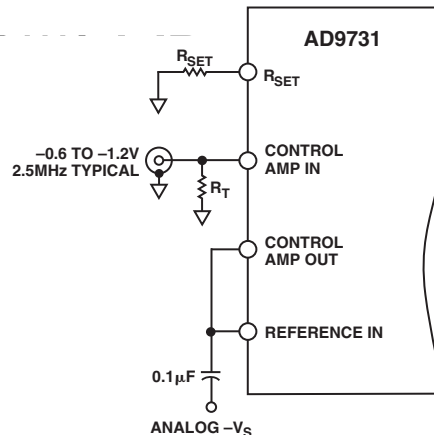 AD9731
RSET
RSET
–0.6 TO –1.2V
2.5MHz TYPICAL
CONTROL
AMP IN
RT
CONTROL
AMP OUT
REFERENCE IN
0.1µF
ANALOG –VS